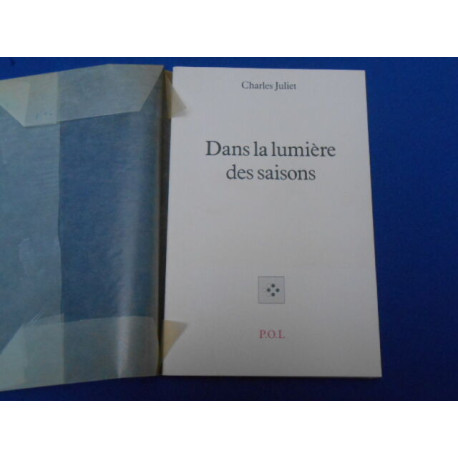 Charles Juliet
Dans la lumière
des saisons
P.O.L